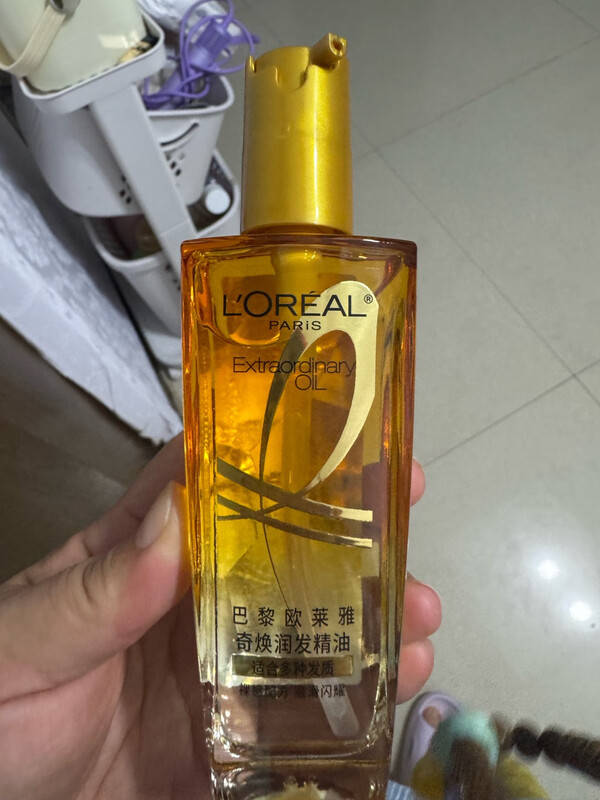 L'ORÉAL®
PARIS
Extraordinary
OIL
巴黎欧莱雅
奇焕润发精油
适合多种发质